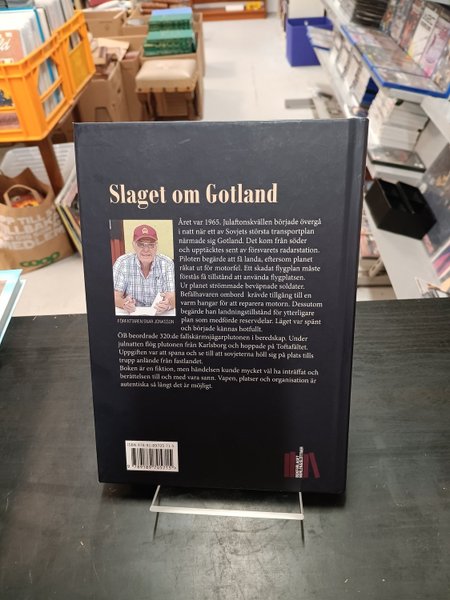 Slaget om Gotland
Året var 1965. Julaftonskvällen började övergå
i natt när ett av Sovjets största transportplan
närmade sig Gotland. Det kom från söder
och upptäcktes sent av försvarets radarstation.
Piloten begärde att få landa, eftersom planet
råkat ut för motorfel. Ett skadat flygplan måste
förstås få tillstånd att använda flygplatsen.
Ur planet strömmade beväpnade soldater.
Befälhavaren ombord krävde tillgång till en
varm hangar för att reparera motorn. Dessutom
begärde han landningstillstånd för ytterligare
plan som medförde reservdelar. Läget var spänt
och började kännas hotfullt.
FÖRFATTAREN EINAR JONASSON
ÖB beordrade 320:de fallskärmsjägarplutonen i beredskap. Under
julnatten flög plutonen från Karlsborg och hoppade på Toftafältet.
Uppgiften var att spana och se till att sovjeterna höll sig på plats tills
trupp anlände från fastlandet.
Boken är en fiktion, men händelsen kunde mycket väl ha inträffat och
berättelsen till och med vara sann. Vapen, platser och organisation är
autentiska så långt det är möjligt.